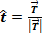 t̂ = T⃗ / |T⃗|